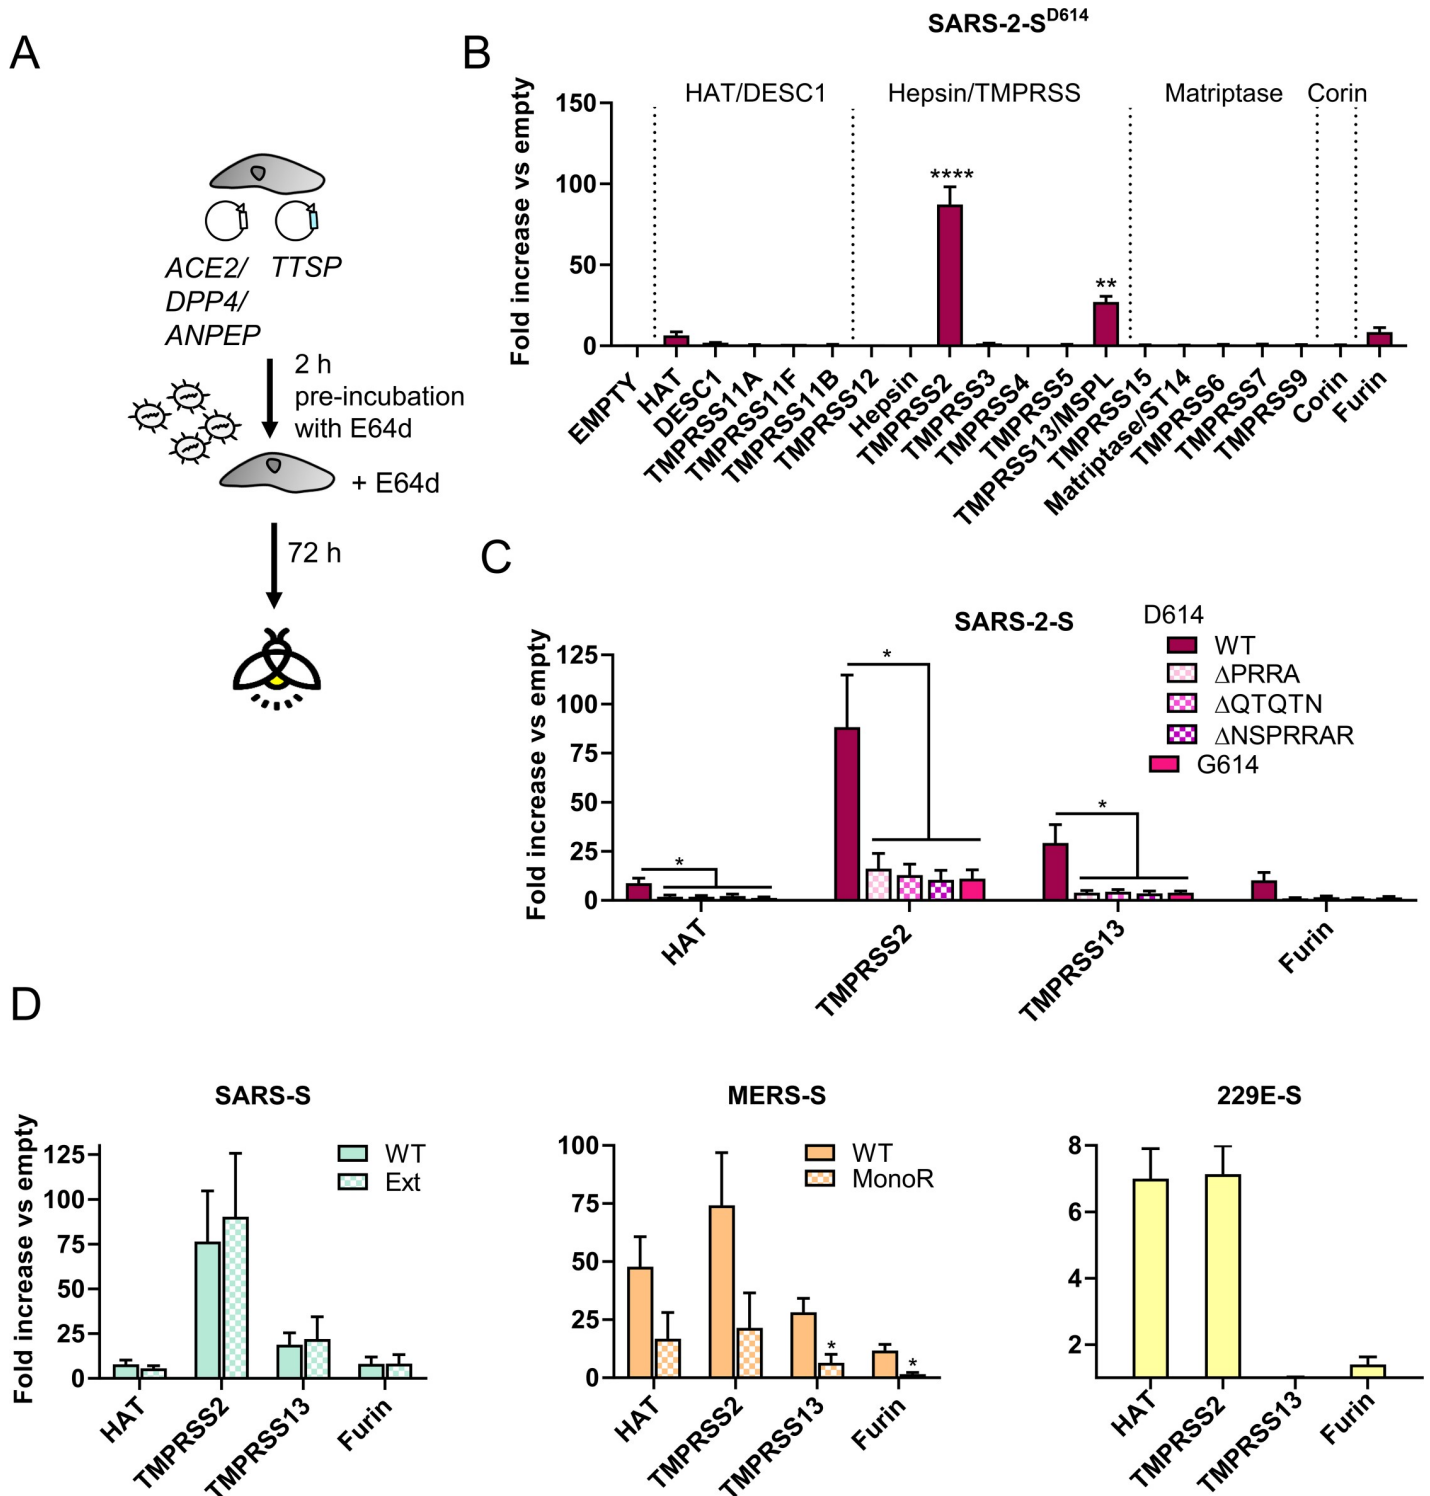 A
ACE2/ TTSP
DPP4/
ANPEP
2 h
pre-incubation
with E64d
+ E64d
72 h
B
SARS-2-S^D614
HAT/DESC1 Hepsin/TMPRSS Matriptase Corin
Fold increase vs empty
150
100
50
0
****
**
EMPTY
HAT
DESC1
TMPRSS11A
TMPRSS11F
TMPRSS11B
TMPRSS12
Hepsin
TMPRSS2
TMPRSS3
TMPRSS4
TMPRSS5
TMPRSS13/MSPL
TMPRSS15
Matriptase/ST14
TMPRSS6
TMPRSS7
TMPRSS9
Corin
Furin
C
SARS-2-S
D614
WT
ΔPRRA
ΔQTQTN
ΔNSPRRAR
G614
Fold increase vs empty
125
100
75
50
25
0
*
*
*
HAT
TMPRSS2
TMPRSS13
Furin
D
SARS-S
WT
Ext
Fold increase vs empty
125
100
75
50
25
0
HAT
TMPRSS2
TMPRSS13
Furin
MERS-S
WT
MonoR
100
75
50
25
0
*
*
HAT
TMPRSS2
TMPRSS13
Furin
229E-S
8
6
4
2
HAT
TMPRSS2
TMPRSS13
Furin